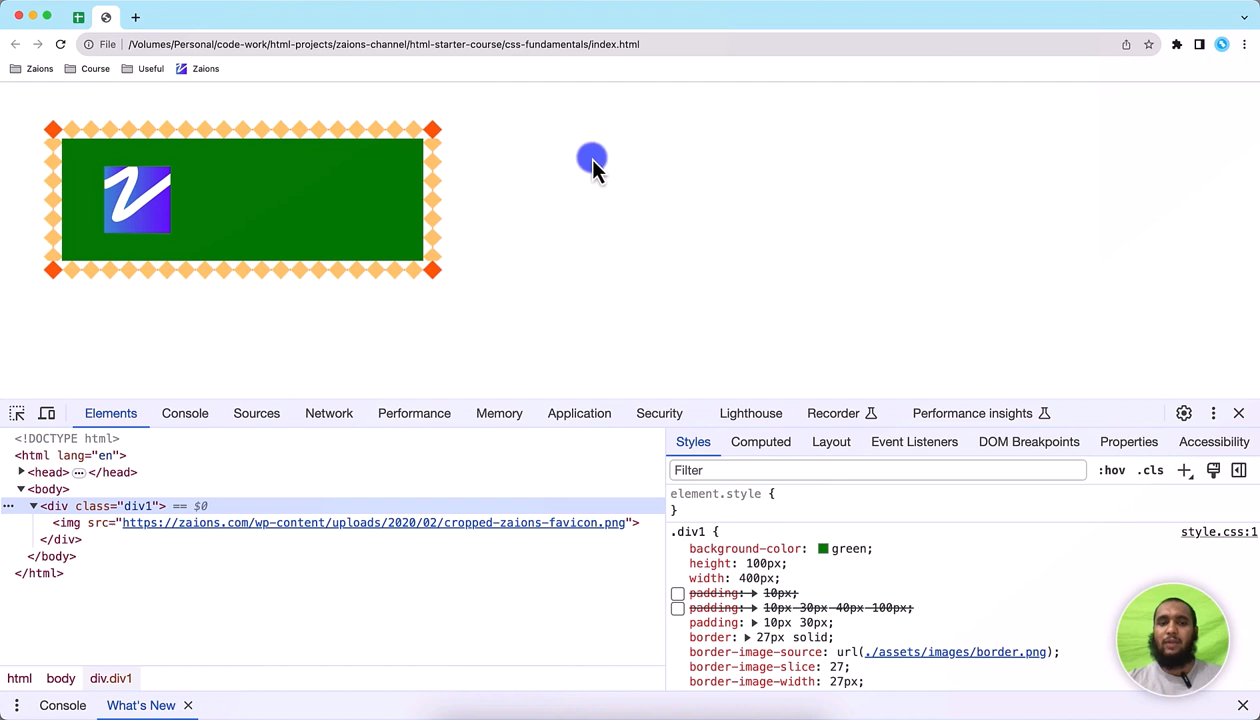 File /Volumes/Personal/code-work/html-projects/zaions-channel/html-starter-course/css-fundamentals/index.html
Zaions Course Useful Zaions
Elements Console Sources Network Performance Memory Application Security Lighthouse Recorder Performance insights
<!DOCTYPE html>
<html lang="en">
<head> ••• </head>
<body>
••• <div class="div1"> == $0
<img src="https://zaions.com/wp-content/uploads/2020/02/cropped-zaions-favicon.png">
</div>
</body>
</html>
html body div.div1
Styles Computed Layout Event Listeners DOM Breakpoints Properties Accessibility
Filter :hov .cls
element.style {
}
.div1 { style.css:1
background-color: green;
height: 100px;
width: 400px;
padding: 10px;
padding: 10px 30px 40px 100px;
padding: 10px 30px;
border: 27px solid;
border-image-source: url(./assets/images/border.png);
border-image-slice: 27;
border-image-width: 27px;
Console What's New